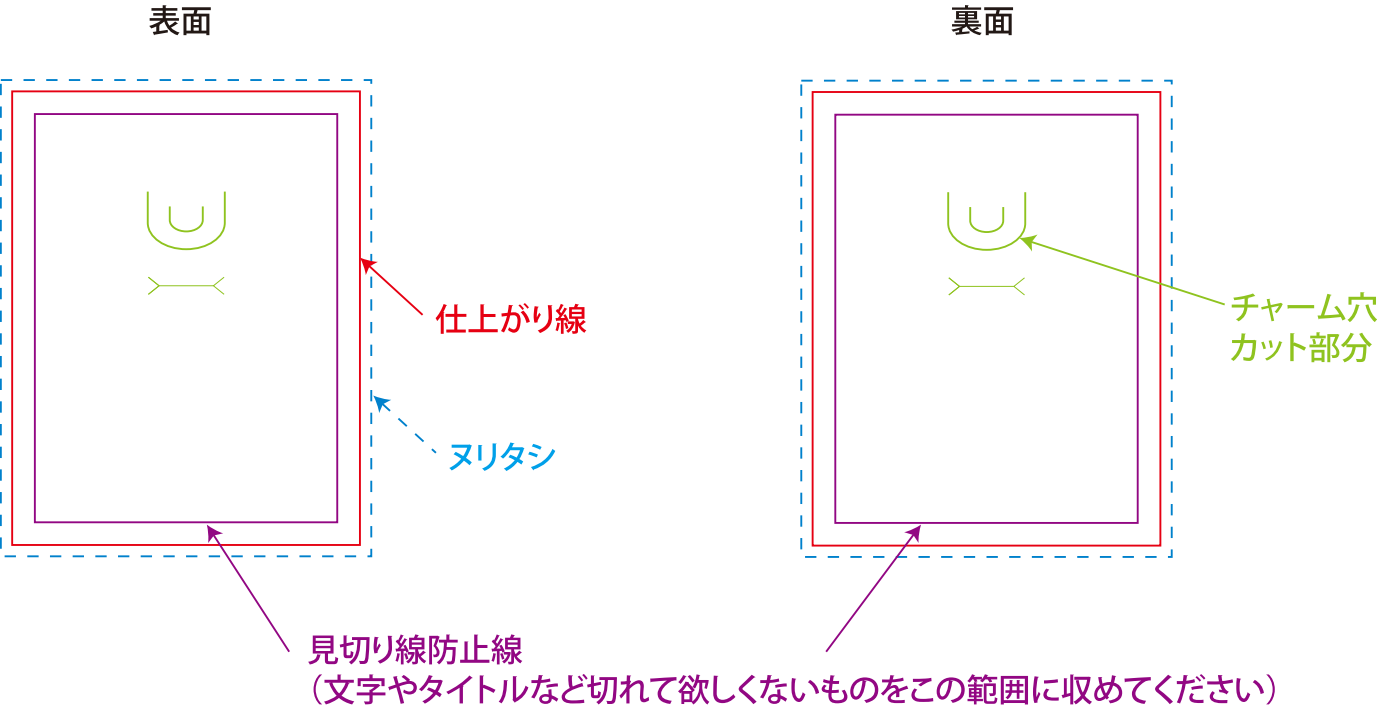 表面
裏面
仕上がり線
チャーム穴
カット部分
ヌリタシ
見切り線防止線
（文字やタイトルなど切れて欲しくないものをこの範囲に収めてください）